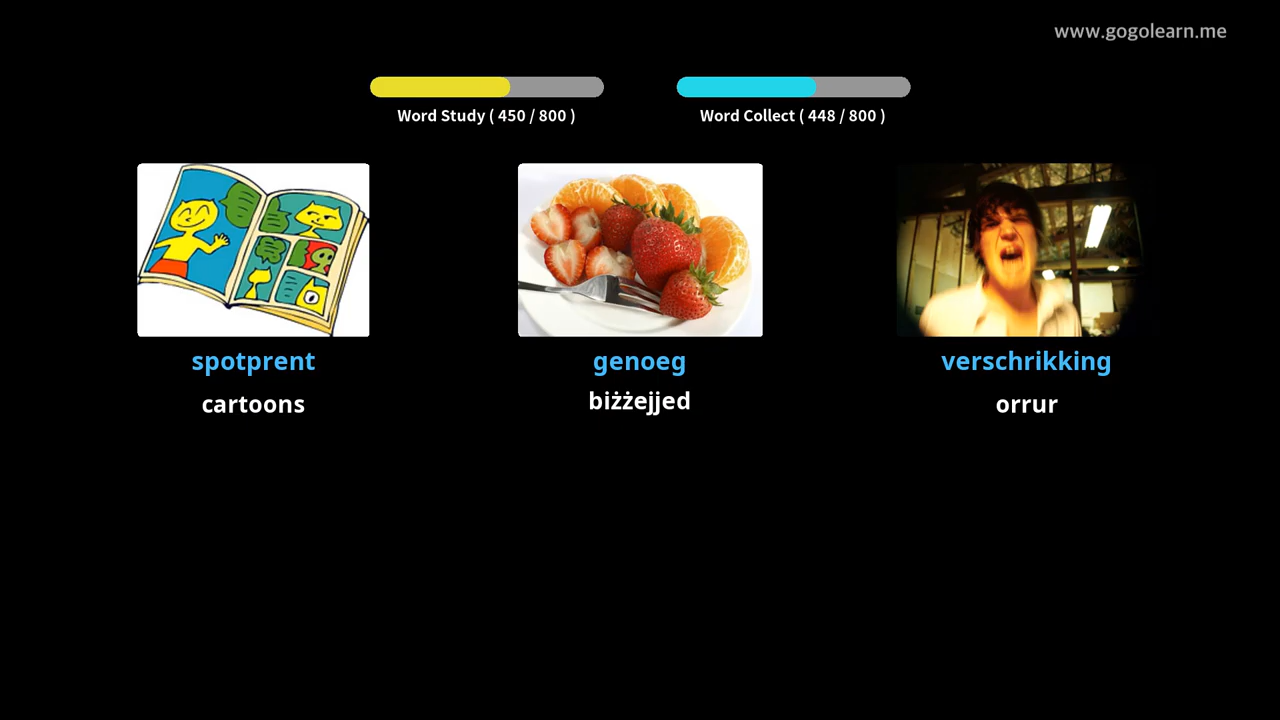 www.gogolearn.me
Word Study ( 450 / 800 )
Word Collect ( 448 / 800 )
spotprent
cartoons
genoeg
biżżejjed
verschrikking
orrur